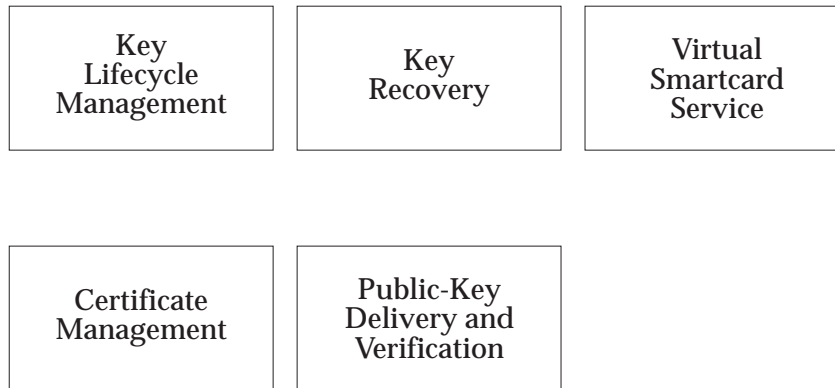 Key
Lifecycle
Management
Key
Recovery
Virtual
Smartcard
Service
Certificate
Management
Public-Key
Delivery and
Verification